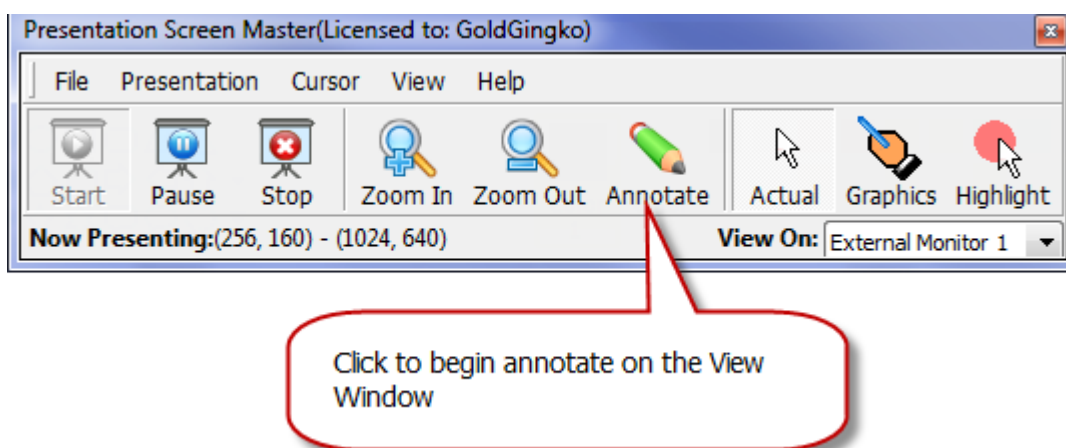 Presentation Screen Master(Licensed to: GoldGingko)
File Presentation Cursor View Help
Start Pause Stop Zoom In Zoom Out Annotate Actual Graphics Highlight
Now Presenting:(256, 160) - (1024, 640) View On: External Monitor 1
Click to begin annotate on the View
Window